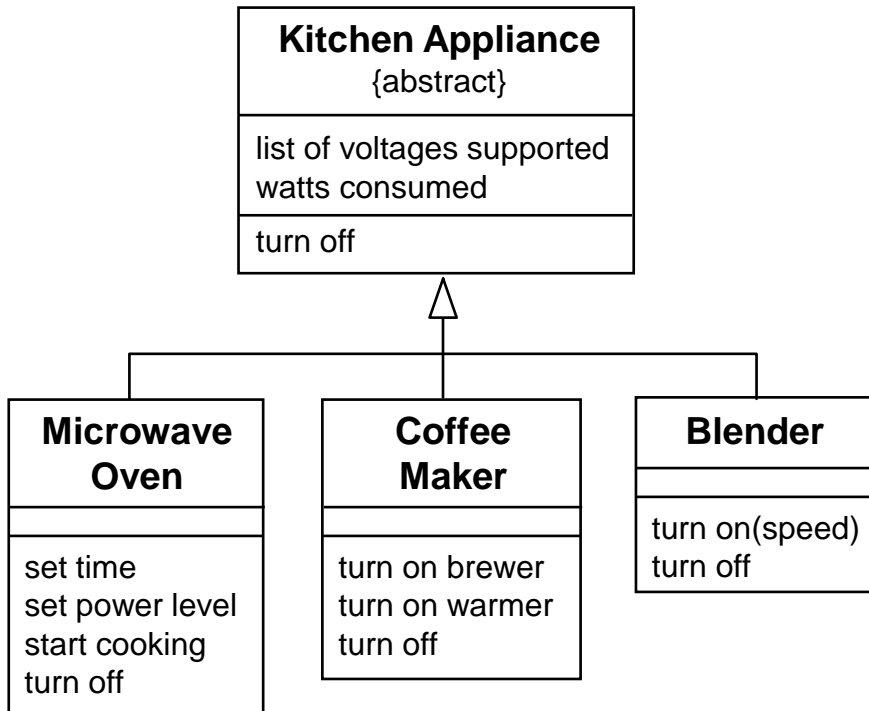 Kitchen Appliance
{abstract}
list of voltages supported
watts consumed
turn off
Microwave
Oven
set time
set power level
start cooking
turn off
Coffee
Maker
turn on brewer
turn on warmer
turn off
Blender
turn on(speed)
turn off